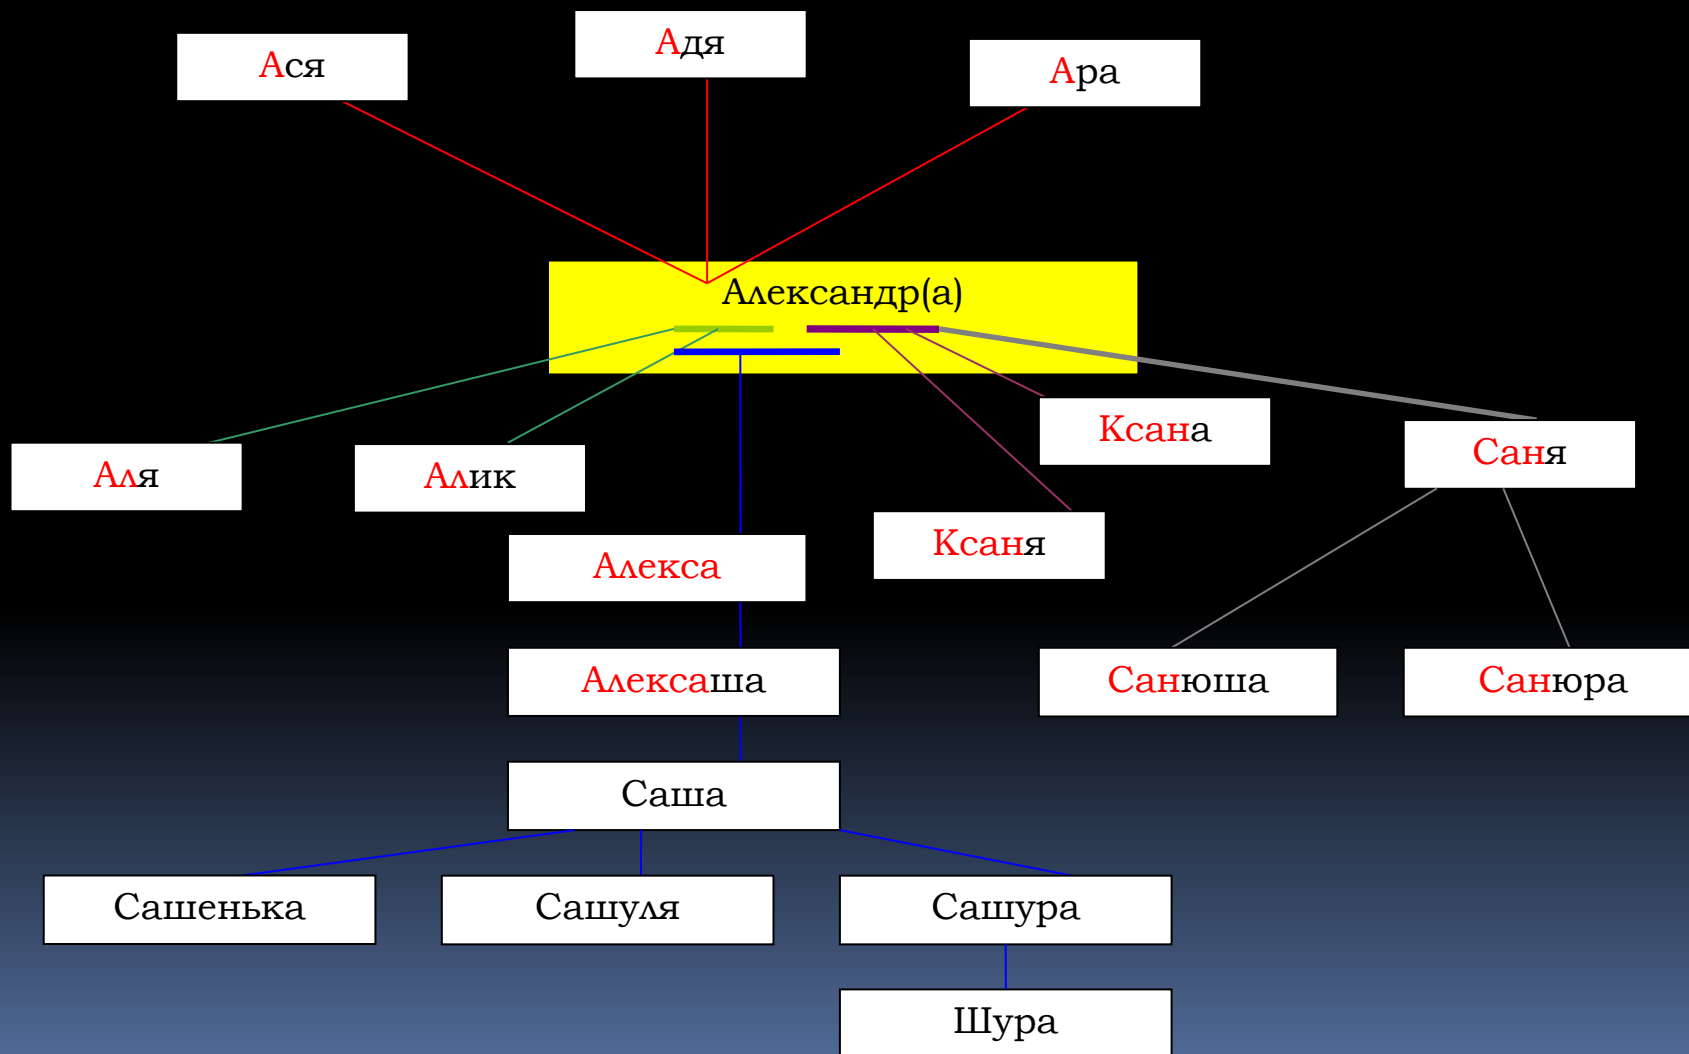 Ася
Адя
Ара
Александр(а)
Аля
Алик
Ксана
Саня
Ксаня
Алекса
Алексаша
Санюша
Санюра
Саша
Сашенька
Сашуля
Сашура
Шура